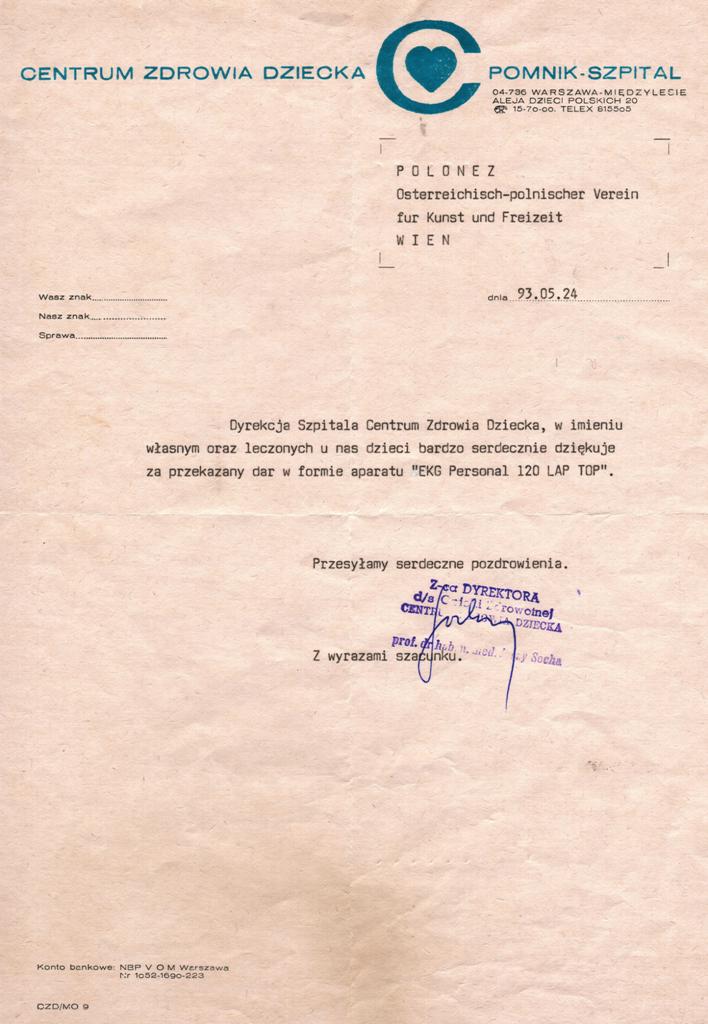 CENTRUM ZDROWIA DZIECKA
POMNIK-SZPITAL
04-736 WARSZAWA-MIĘDZYLESIE
ALEJA DZIECI POLSKICH 20
☎ 15-70-00. TELEX 815505
P O L O N E Z
Osterreichisch-polnischer Verein
fur Kunst und Freizeit
W I E N
Wasz znak
dnia 93.05.24
Nasz znak
Sprawa
Dyrekcja Szpitala Centrum Zdrowia Dziecka, w imieniu
własnym oraz leczonych u nas dzieci bardzo serdecznie dziękuje
za przekazany dar w formie aparatu "EKG Personal 120 LAP TOP".
Przesyłamy serdeczne pozdrowienia.
Z-ca DYREKTORA
d/s
DZIECKA
prof. dr hab. n. med. Socha
Z wyrazami szacunku.
Konto bankowe: NBP V O M Warszawa
Nr 1052-1690-223
CZD/MO 9